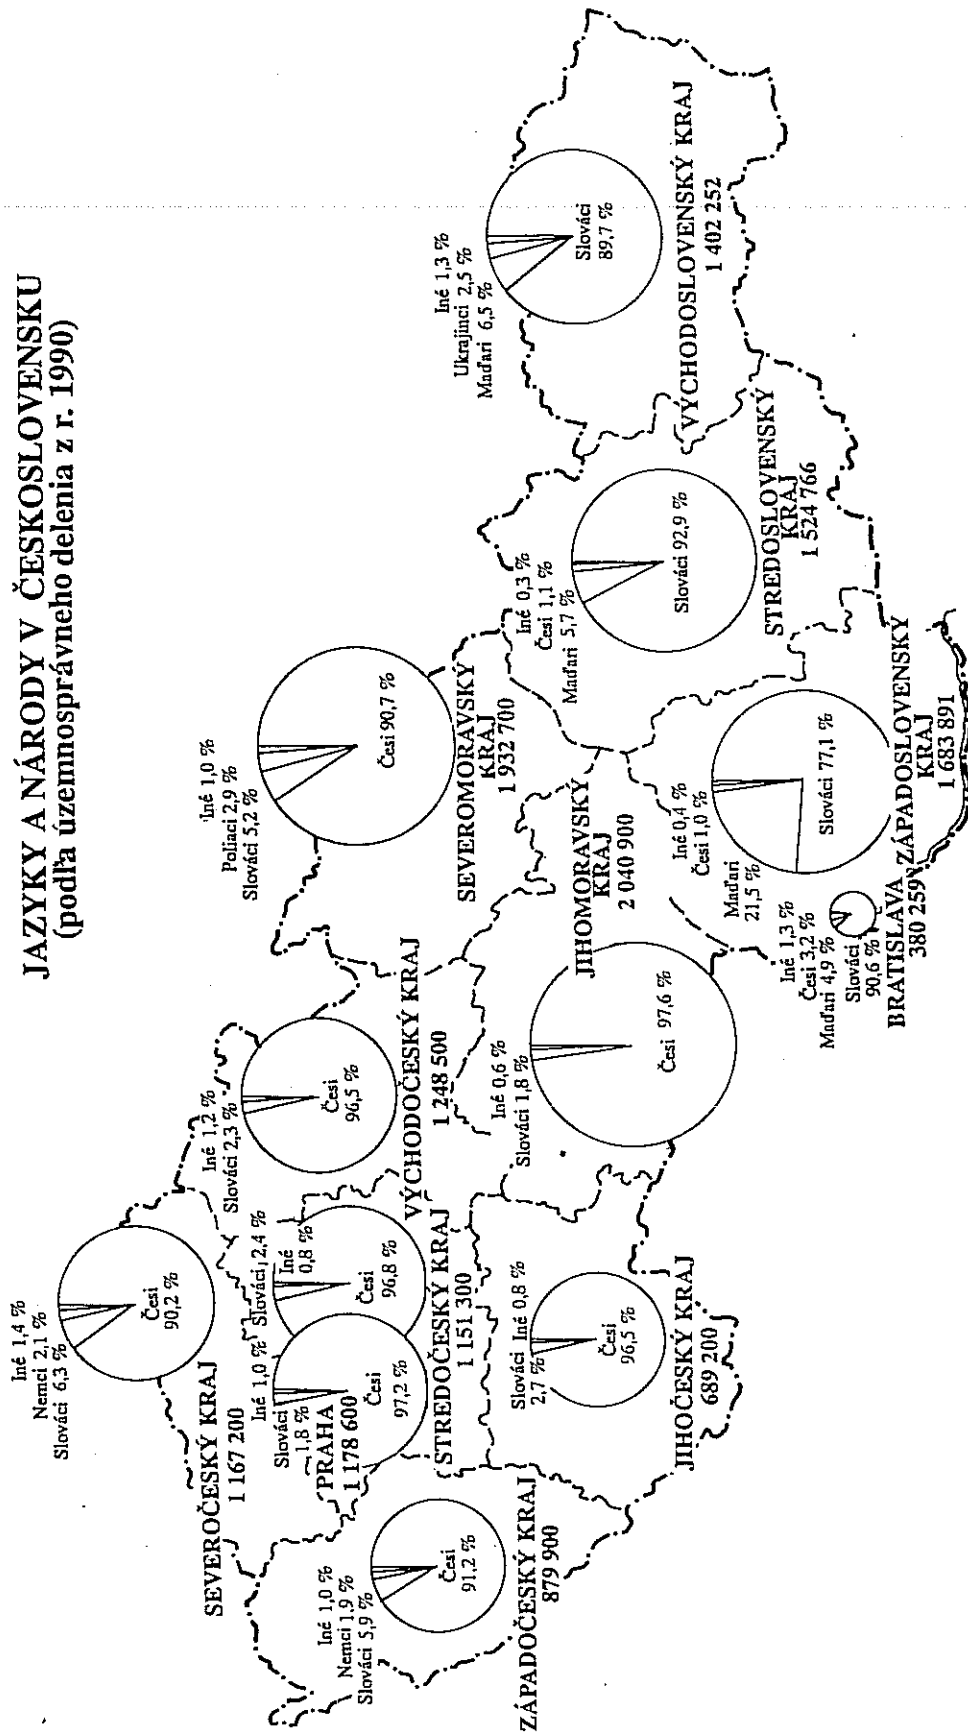 JAZYKY A NÁRODY V ČESKOSLOVENSKU
(podľa územnosprávneho delenia z r. 1990)
Iné 1,4 %
Nemci 2,1 %
Slováci 6,3 %
Česi
90,2 %
SEVEROČESKÝ KRAJ
1 167 200
Iné 1,0 %
Slováci
1,8 %
Česi
97,2 %
PRAHA
1 178 600
Slováci 2,4 %
Iné
0,8 %
Česi
96,8 %
STREDOČESKÝ KRAJ
1 151 300
Iné 1,2 %
Slováci 2,3 %
Česi
96,5 %
VÝCHODOČESKÝ KRAJ
1 248 500
Iné 1,0 %
Nemci 1,9 %
Slováci 5,9 %
Česi
91,2 %
ZÁPADOČESKÝ KRAJ
879 900
Slováci Iné 0,8 %
2,7 %
Česi
96,5 %
JIHOČESKÝ KRAJ
689 200
Iné 0,6 %
Slováci 1,8 %
Česi 97,6 %
JIHOMORAVSKÝ
KRAJ
2 040 900
Iné 1,0 %
Poliaci 2,9 %
Slováci 5,2 %
Česi 90,7 %
SEVEROMORAVSKÝ
KRAJ
1 932 700
Iné 1,3 %
Česi 3,2 %
Maďari 4,9 %
Slováci
90,6 %
BRATISLAVA
380 259
Iné 0,4 %
Česi 1,0 %
Maďari
21,5 %
Slováci 77,1 %
ZÁPADOSLOVENSKÝ
KRAJ
1 683 891
Iné 0,3 %
Česi 1,1 %
Maďari 5,7 %
Slováci 92,9 %
STREDOSLOVENSKÝ
KRAJ
1 524 766
Iné 1,3 %
Ukrajinci 2,5 %
Maďari 6,5 %
Slováci
89,7 %
VÝCHODOSLOVENSKÝ KRAJ
1 402 252